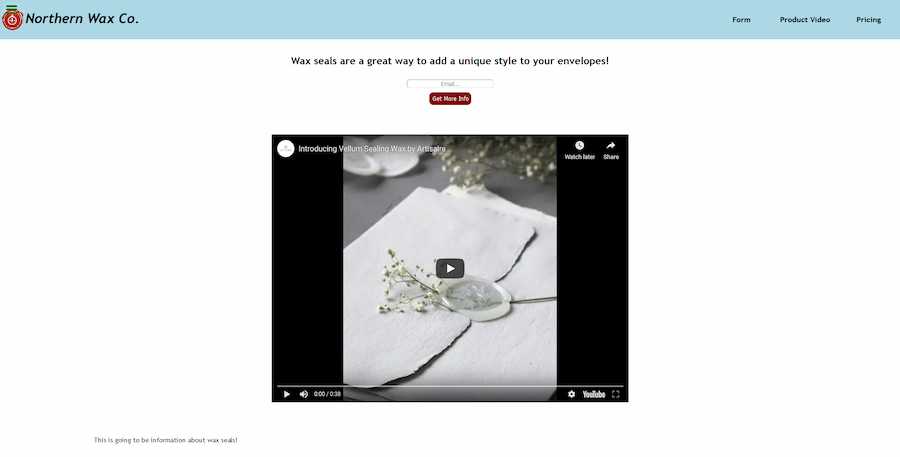 Northern Wax Co.
Form
Product Video
Pricing
Wax seals are a great way to add a unique style to your envelopes!
Email...
Get More Info
Introducing Vellum Sealing Wax by Artisaire
Watch later
Share
0:00 / 0:38
YouTube
This is going to be information about wax seals!